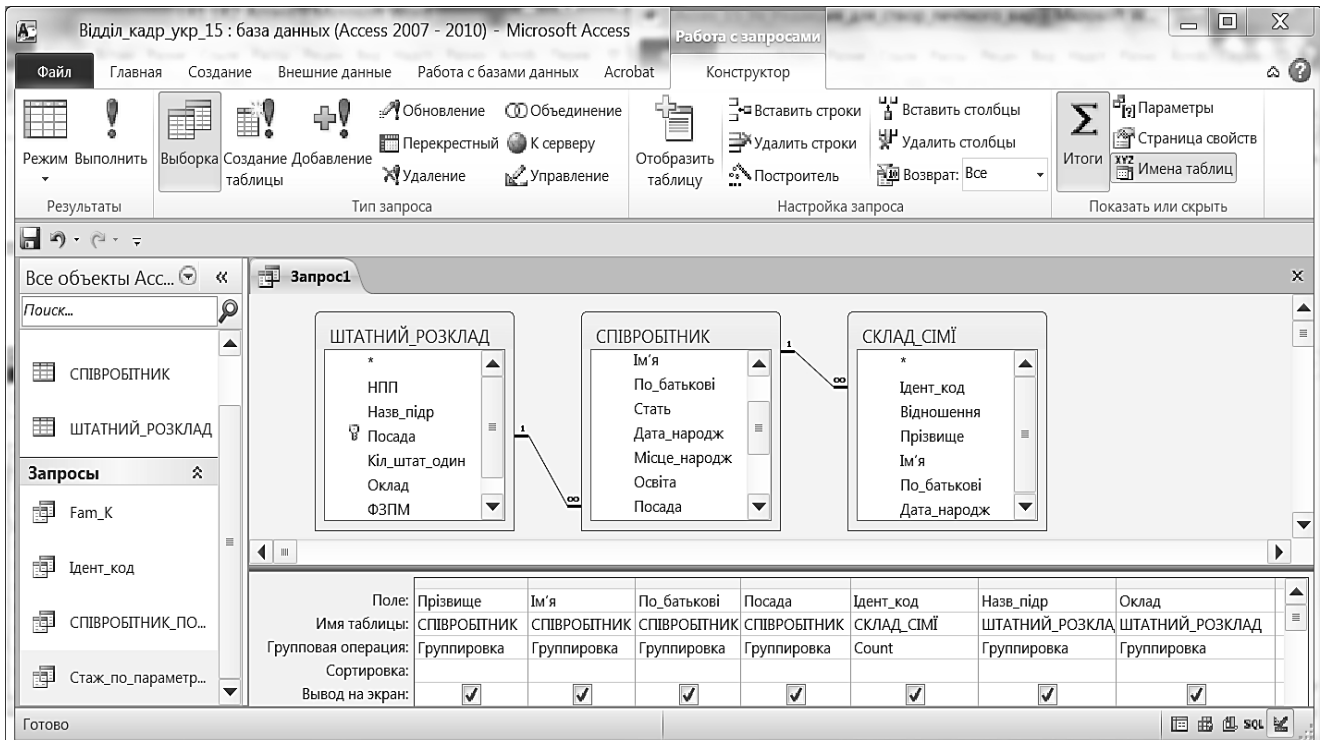 Відділ_кадр_укр_15 : база данных (Access 2007 - 2010) - Microsoft Access
Работа с запросами
Файл Главная Создание Внешние данные Работа с базами данных Acrobat Конструктор
Режим Выполнить Выборка Создание таблицы Добавление
Обновление Объединение
Перекрестный К серверу
Удаление Управление
Отобразить таблицу
Вставить строки Вставить столбцы
Удалить строки Удалить столбцы
Построитель Возврат: Все
Итоги
Параметры
Страница свойств
Имена таблиц
Результаты Тип запроса Настройка запроса Показать или скрыть
Все объекты Acc... «
Поиск...
СПІВРОБІТНИК
ШТАТНИЙ_РОЗКЛАД
Запросы
Fam_K
Ідент_код
СПІВРОБІТНИК_ПО...
Стаж_по_параметр...
Запрос1
ШТАТНИЙ_РОЗКЛАД
*
НПП
Назв_підр
Посада
Кіл_штат_один
Оклад
ФЗПМ
1
∞
СПІВРОБІТНИК
Ім'я
По_батькові
Стать
Дата_народж
Місце_народж
Освіта
Посада
1
∞
СКЛАД_СІМЇ
*
Ідент_код
Відношення
Прізвище
Ім'я
По_батькові
Дата_народж
Поле: Прізвище Ім'я По_батькові Посада Ідент_код Назв_підр Оклад
Имя таблицы: СПІВРОБІТНИК СПІВРОБІТНИК СПІВРОБІТНИК СПІВРОБІТНИК СКЛАД_СІМЇ ШТАТНИЙ_РОЗКЛА ШТАТНИЙ_РОЗКЛАД
Групповая операция: Группировка Группировка Группировка Группировка Count Группировка Группировка
Сортировка:
Вывод на экран:
Готово SQL